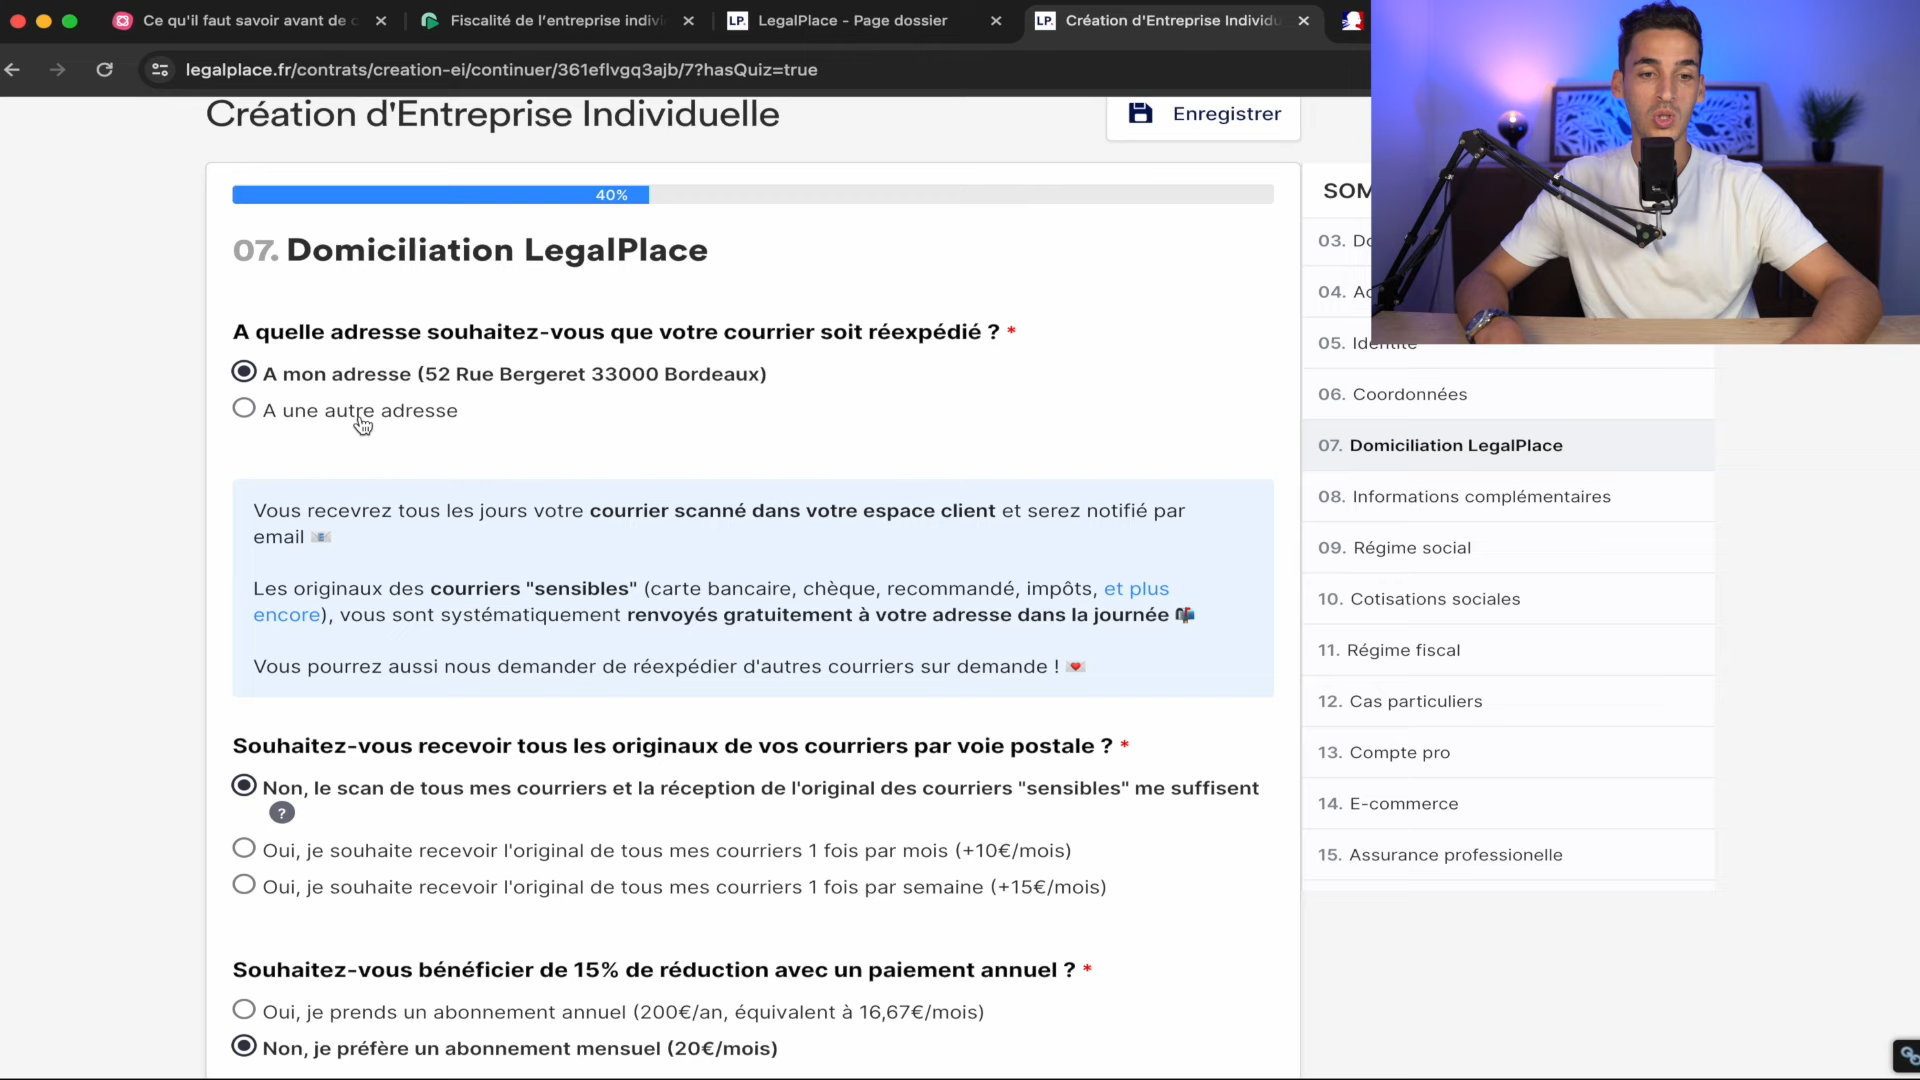 Ce qu'il faut savoir avant de c
Fiscalité de l'entreprise indivi
LP. LegalPlace - Page dossier
LP. Création d'Entreprise Individu
legalplace.fr/contrats/creation-ei/continuer/361eflvgq3ajb/7?hasQuiz=true
Création d'Entreprise Individuelle
Enregistrer
40%
07. Domiciliation LegalPlace
A quelle adresse souhaitez-vous que votre courrier soit réexpédié ? *
A mon adresse (52 Rue Bergeret 33000 Bordeaux)
A une autre adresse
Vous recevrez tous les jours votre courrier scanné dans votre espace client et serez notifié par
email 📧
Les originaux des courriers "sensibles" (carte bancaire, chèque, recommandé, impôts, et plus
encore), vous sont systématiquement renvoyés gratuitement à votre adresse dans la journée 📬
Vous pourrez aussi nous demander de réexpédier d'autres courriers sur demande ! 💌
Souhaitez-vous recevoir tous les originaux de vos courriers par voie postale ? *
Non, le scan de tous mes courriers et la réception de l'original des courriers "sensibles" me suffisent
?
Oui, je souhaite recevoir l'original de tous mes courriers 1 fois par mois (+10€/mois)
Oui, je souhaite recevoir l'original de tous mes courriers 1 fois par semaine (+15€/mois)
Souhaitez-vous bénéficier de 15% de réduction avec un paiement annuel ? *
Oui, je prends un abonnement annuel (200€/an, équivalent à 16,67€/mois)
Non, je préfère un abonnement mensuel (20€/mois)
SOM
03. Do
04. Ac
05. Identité
06. Coordonnées
07. Domiciliation LegalPlace
08. Informations complémentaires
09. Régime social
10. Cotisations sociales
11. Régime fiscal
12. Cas particuliers
13. Compte pro
14. E-commerce
15. Assurance professionelle